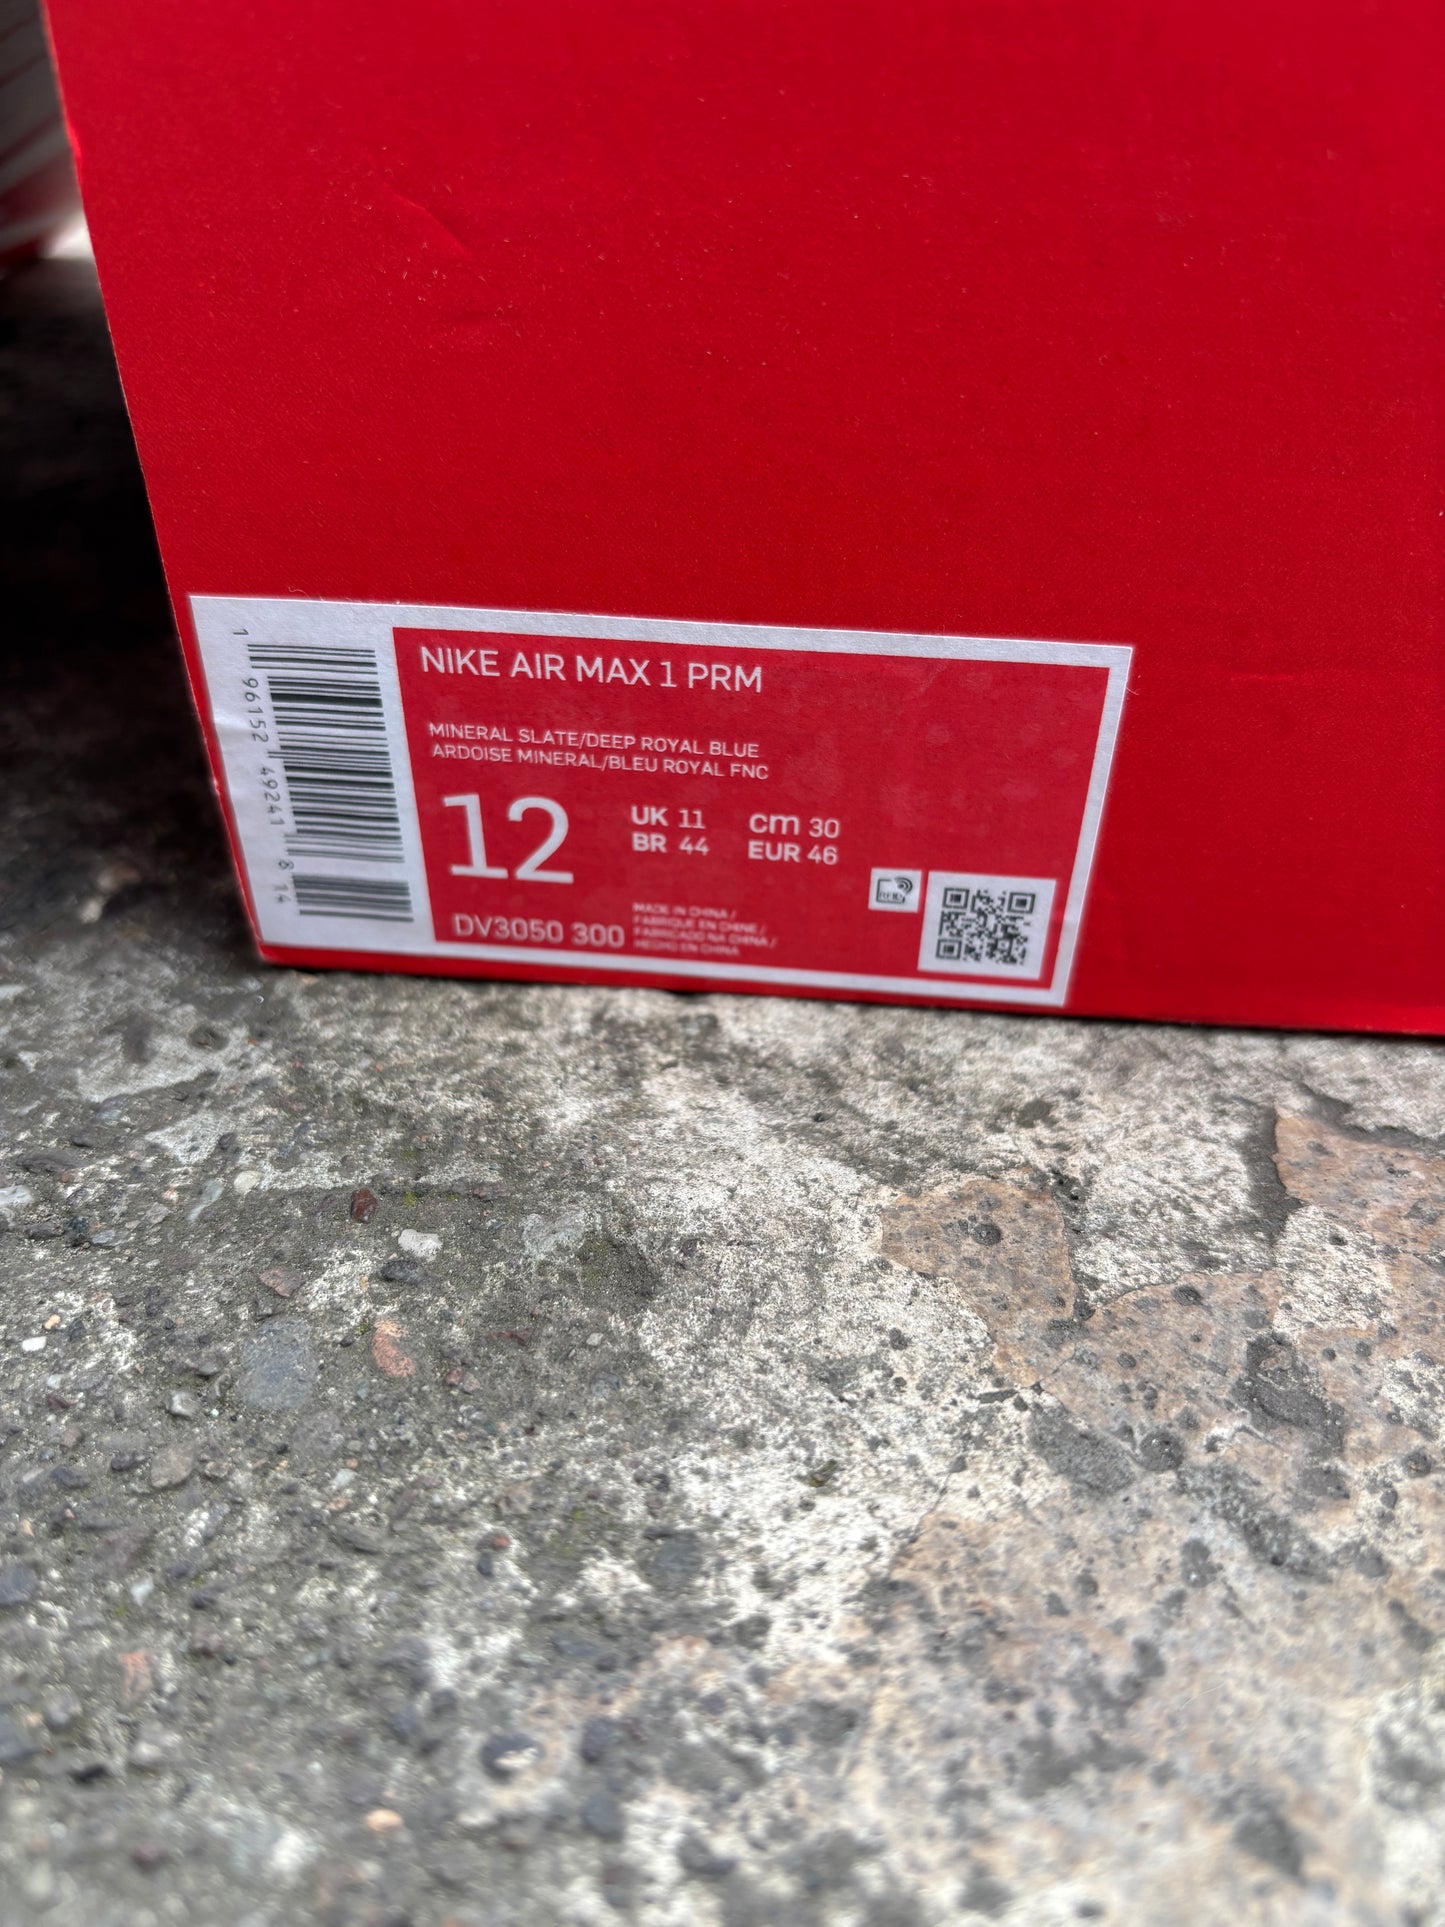 NIKE AIR MAX 1 PRM
MINERAL SLATE/DEEP ROYAL BLUE
ARDOISE MINERAL/BLEU ROYAL FNC
12
UK 11 cm 30
BR 44 EUR 46
DV3050 300
MADE IN CHINA /
FABRIQUE EN CHINE /
FABRICADO NA CHINA /
HECHO EN CHINA
RFID
1 96152 49241 8 14